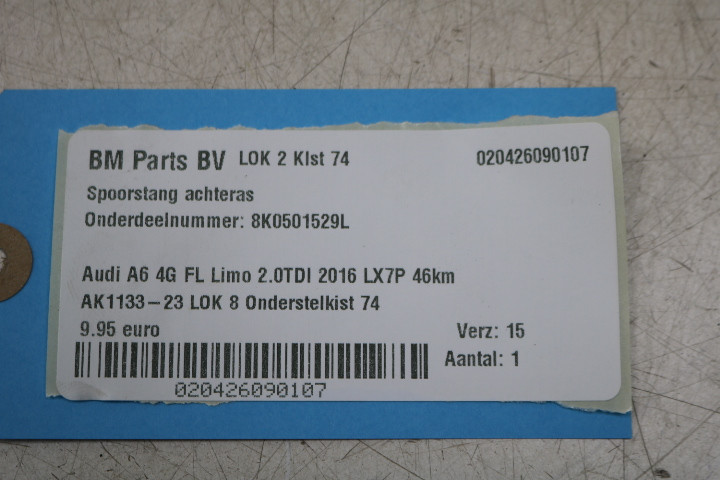 BM Parts BV LOK 2 Klst 74 020426090107
Spoorstang achteras
Onderdeelnummer: 8K0501529L
Audi A6 4G FL Limo 2.0TDI 2016 LX7P 46km
AK1133-23 LOK 8 Onderstelkist 74
9.95 euro Verz: 15
Aantal: 1
020426090107